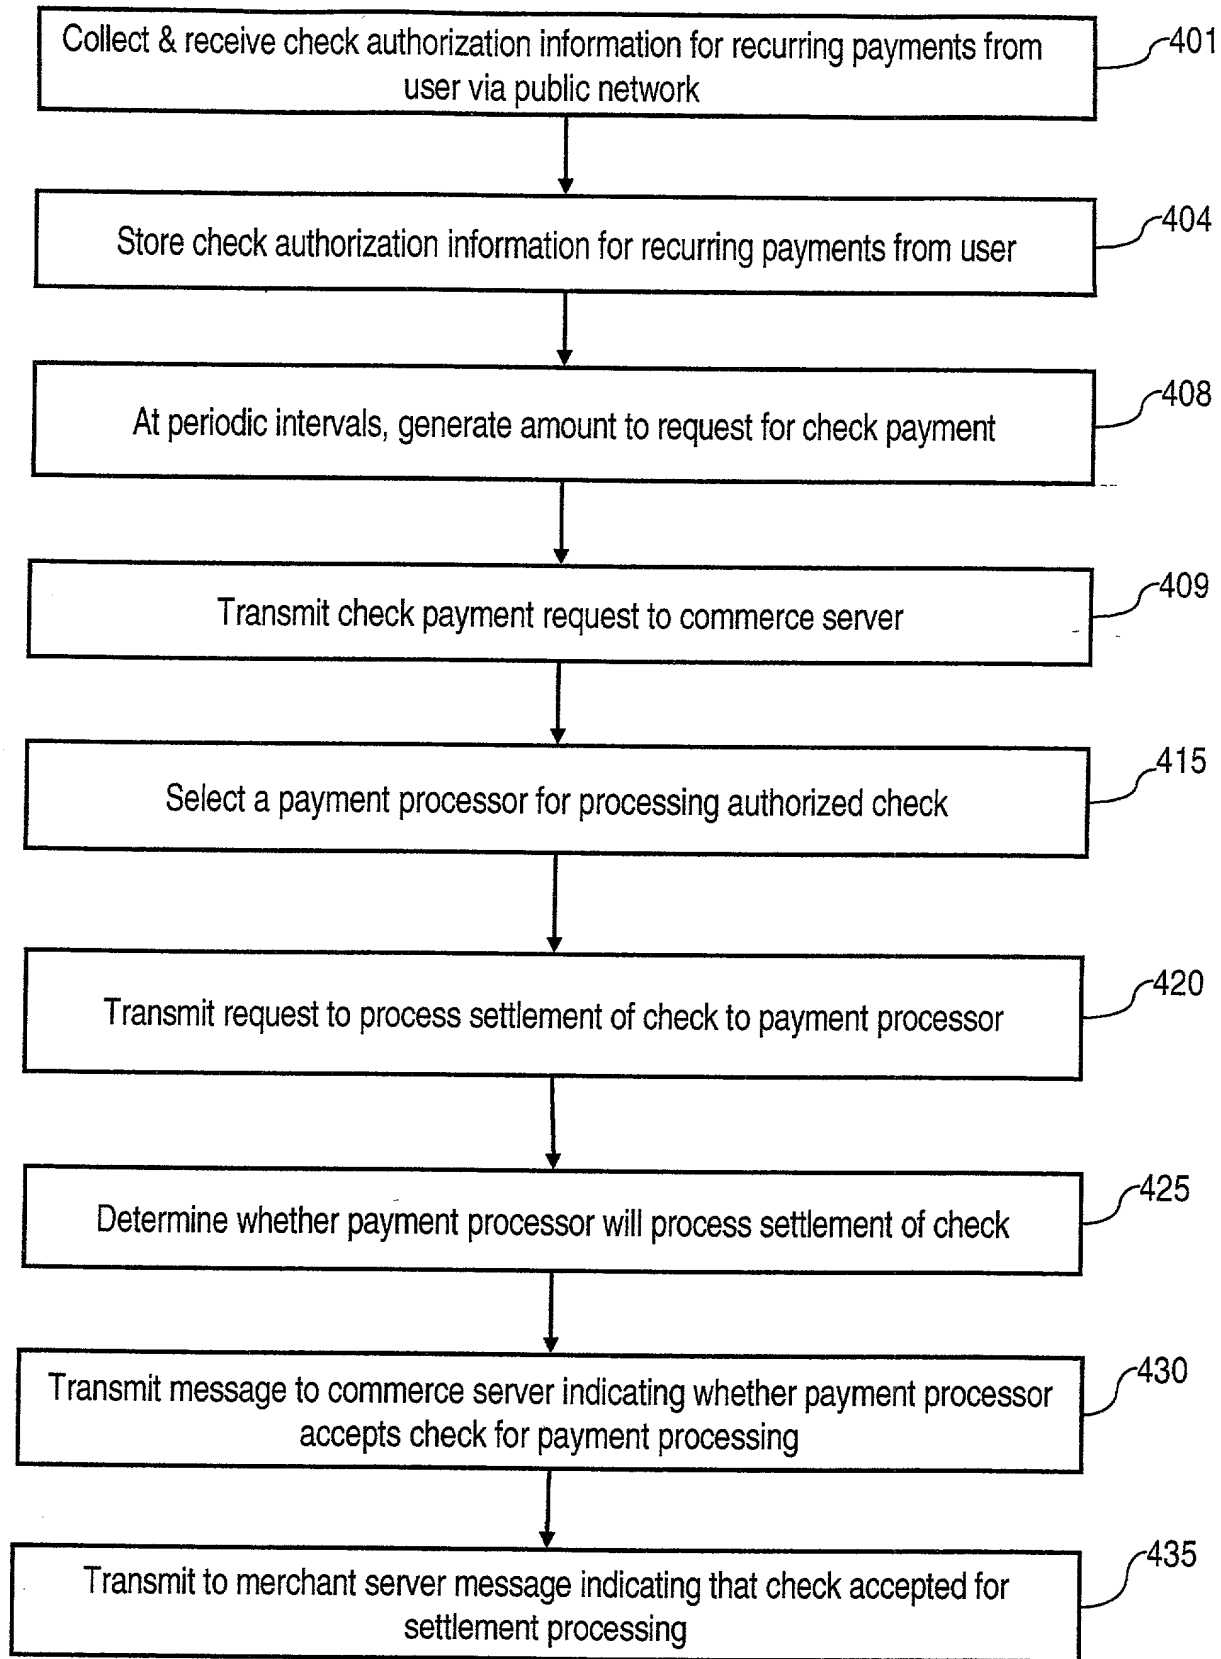 Collect & receive check authorization information for recurring payments from
user via public network
401
Store check authorization information for recurring payments from user
404
At periodic intervals, generate amount to request for check payment
408
Transmit check payment request to commerce server
409
Select a payment processor for processing authorized check
415
Transmit request to process settlement of check to payment processor
420
Determine whether payment processor will process settlement of check
425
Transmit message to commerce server indicating whether payment processor
accepts check for payment processing
430
Transmit to merchant server message indicating that check accepted for
settlement processing
435